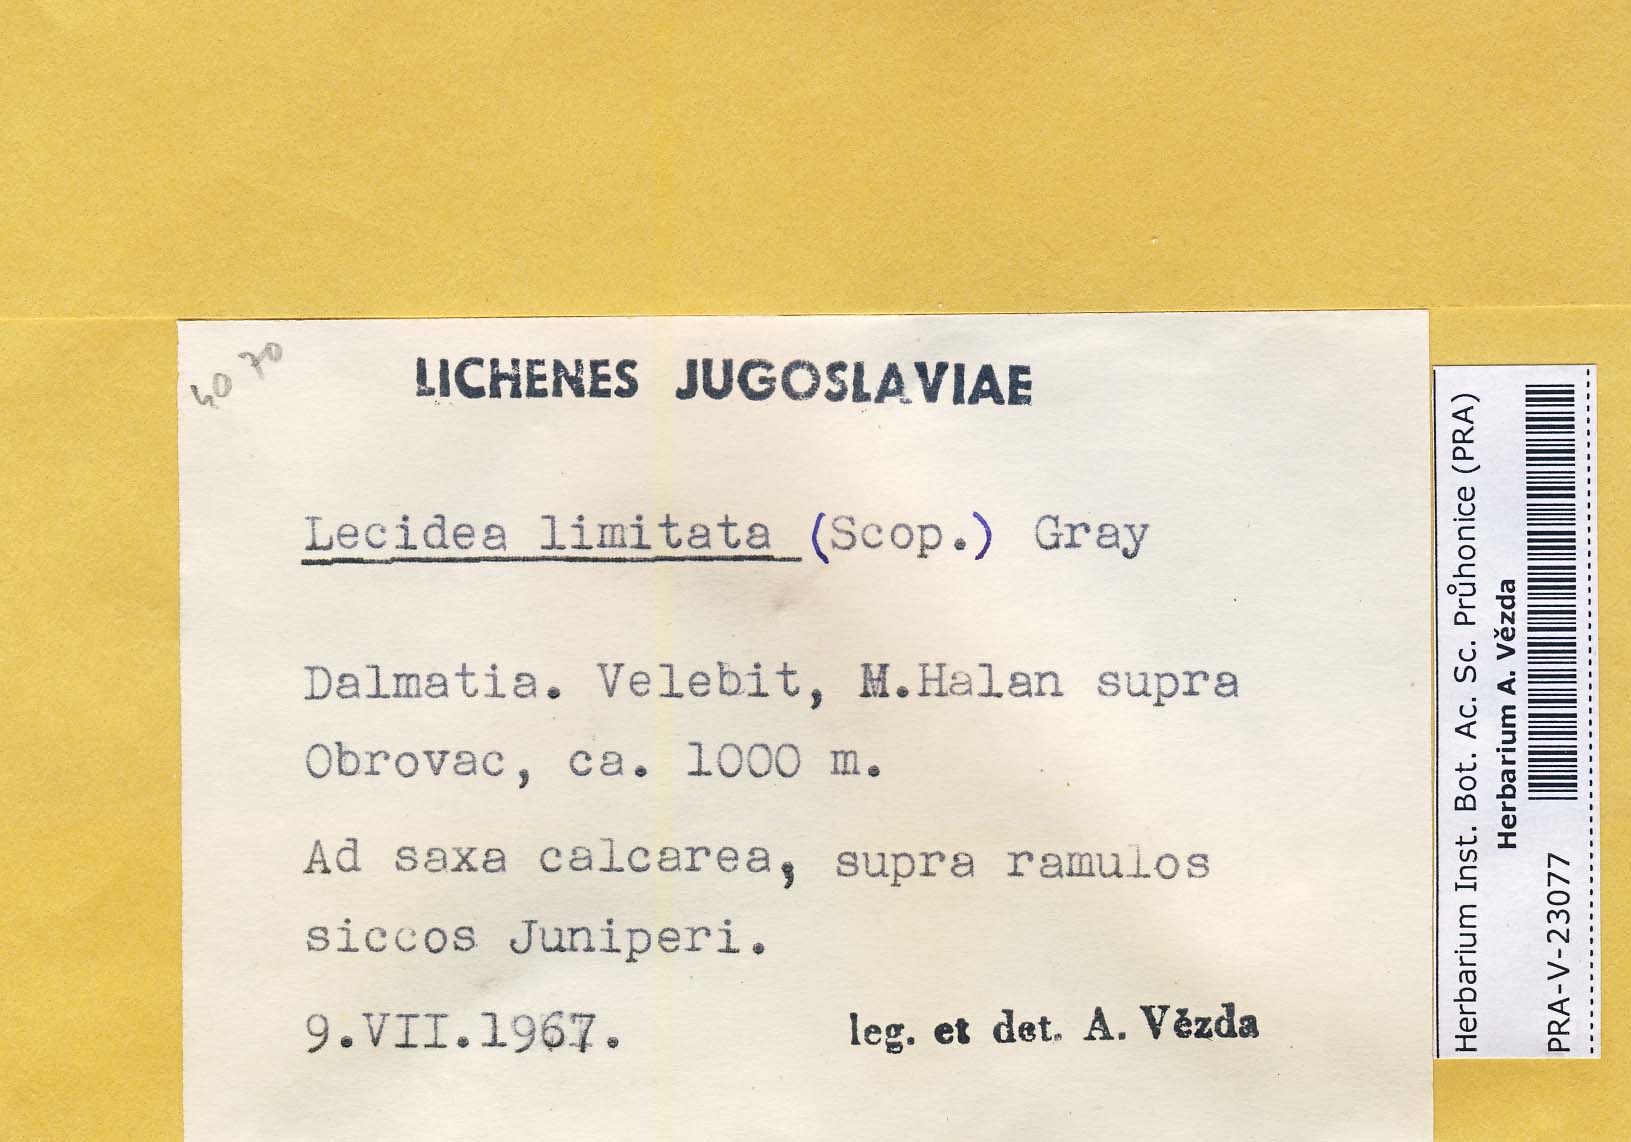 40 70
LICHENES JUGOSLAVIAE
Lecidea limitata (Scop.) Gray
Dalmatia. Velebit, M.Halan supra
Obrovac, ca. 1000 m.
Ad saxa calcarea, supra ramulos
siccos Juniperi.
9.VII.1967.
leg. et det. A. Vězda
Herbarium Inst. Bot. Ac. Sc. Průhonice (PRA)
Herbarium A. Vězda
PRA-V-23077